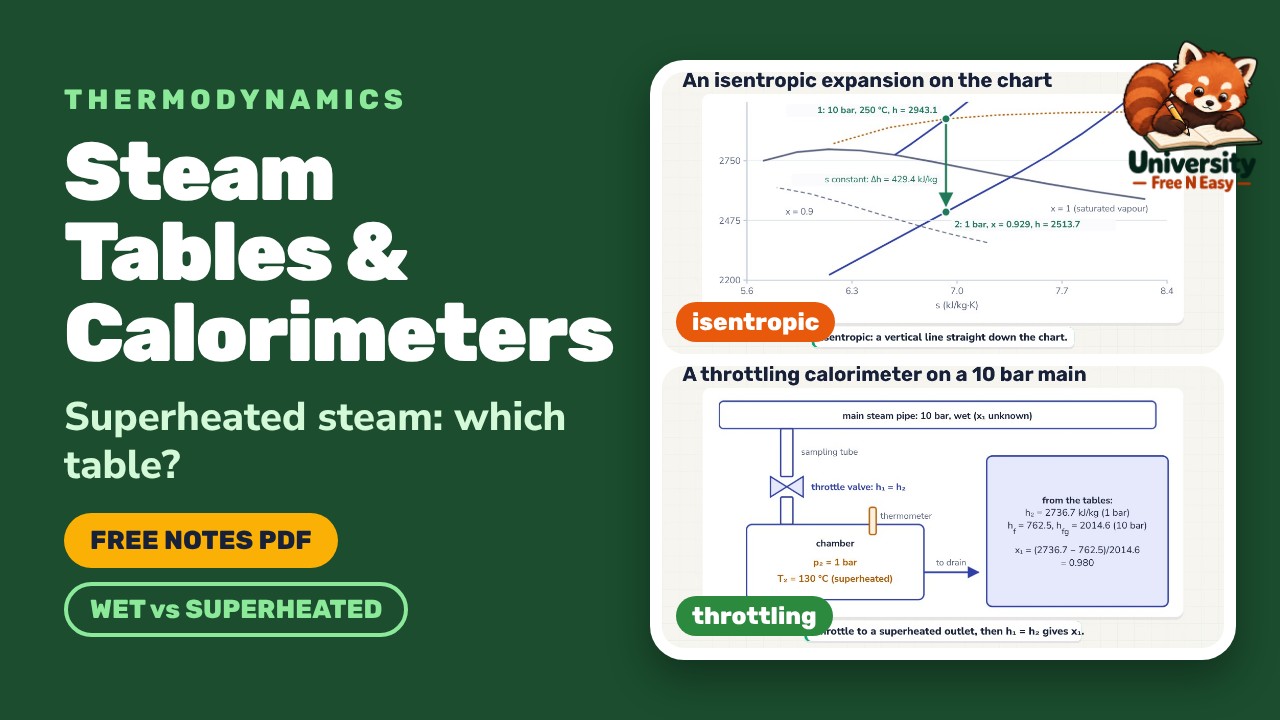 THERMODYNAMICS
Steam
Tables &
Calorimeters
Superheated steam: which
table?
FREE NOTES PDF
WET vs SUPERHEATED
An isentropic expansion on the chart
1: 10 bar, 250 °C, h = 2943.1
2750
s constant: Δh = 429.4 kJ/kg
x = 0.9
x = 1 (saturated vapour)
2475
2: 1 bar, x = 0.929, h = 2513.7
2200
5.6 6.3 7.0 7.7 8.4
s (kJ/kg·K)
isentropic
sentropic: a vertical line straight down the chart.
University
Free N Easy
A throttling calorimeter on a 10 bar main
main steam pipe: 10 bar, wet (x₁ unknown)
sampling tube
throttle valve: h₁ = h₂
thermometer
chamber
p₂ = 1 bar
T₂ = 130 °C (superheated)
to drain
from the tables:
h₂ = 2736.7 kJ/kg (1 bar)
hf = 762.5, hfg = 2014.6 (10 bar)
x₁ = (2736.7 − 762.5)/2014.6
= 0.980
throttling
hrottle to a superheated outlet, then h₁ = h₂ gives x₁.